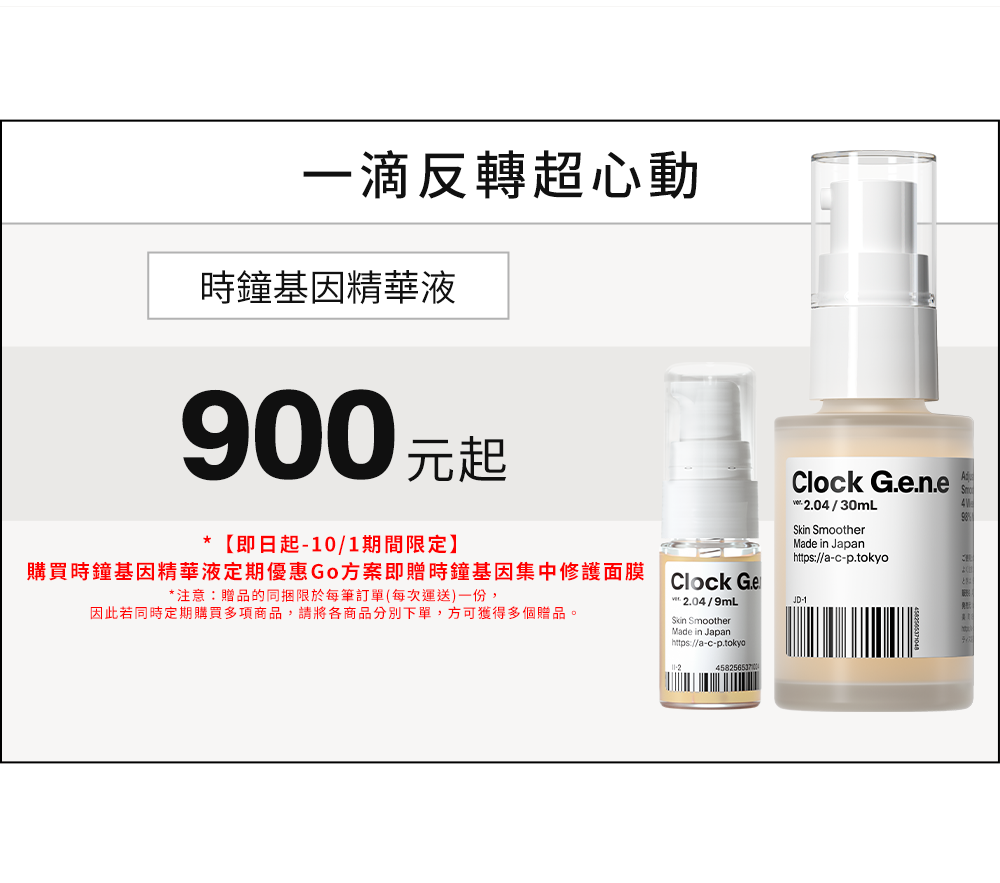 一滴反轉超心動
時鐘基因精華液
900元起
*【即日起-10/1期間限定】
購買時鐘基因精華液定期優惠Go方案即贈時鐘基因集中修護面膜
*注意：贈品的同捆限於每筆訂單(每次運送)一份，
因此若同時定期購買多項商品，請將各商品分別下單，方可獲得多個贈品。
Clock G.e.
ver. 2.04 / 9mL
Skin Smoother
Made in Japan
https://a-c-p.tokyo
Clock G.e.n.e
ver. 2.04 / 30mL
Skin Smoother
Made in Japan
https://a-c-p.tokyo
JD-1